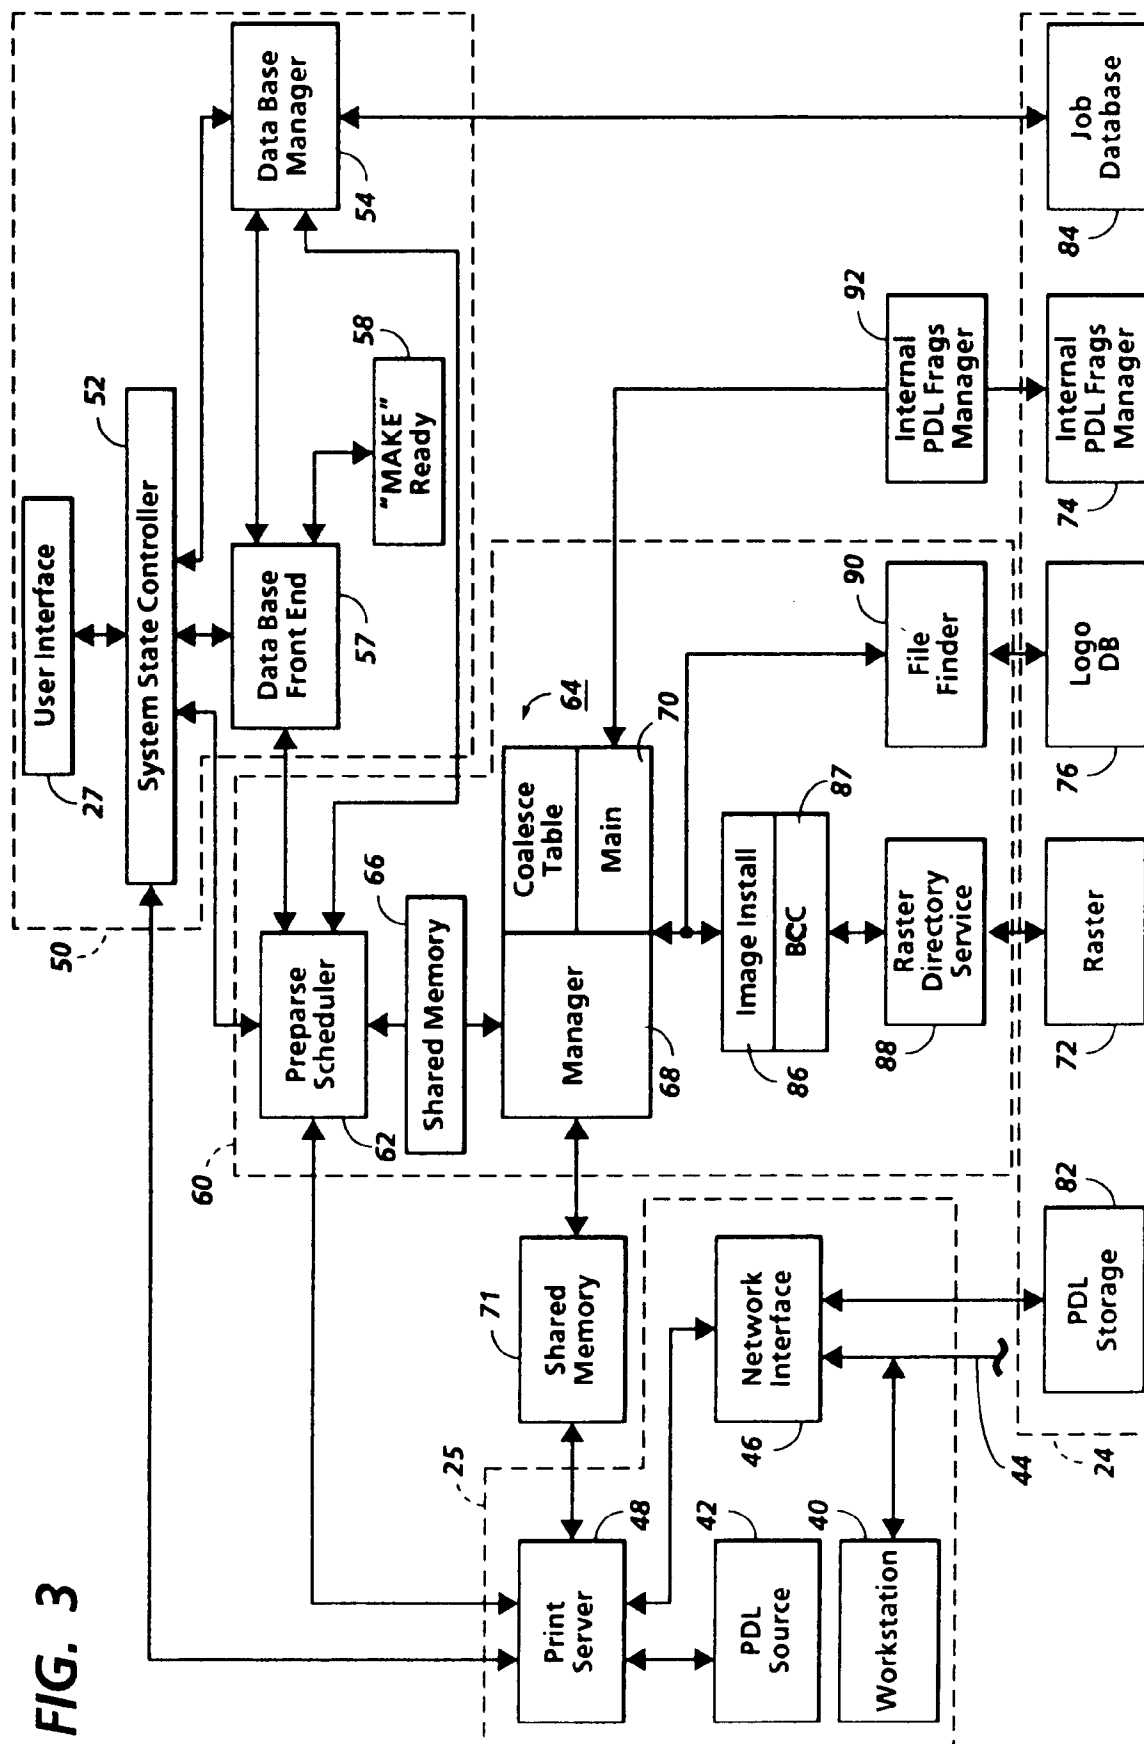 FIG. 3
User Interface
27
System State Controller
52
Data Base
Manager
54
Data Base
Front End
57
"MAKE"
Ready
58
50
60
Preparse
Scheduler
62
Shared Memory
66
64
Coalesce
Table
Main
70
Manager
68
Image Install
86
BCC
87
Raster
Directory
Service
88
File
Finder
90
Internal
PDL Frags
Manager
92
25
Print
Server
48
Shared
Memory
71
PDL
Source
42
Network
Interface
46
Workstation
40
44
24
PDL
Storage
82
Raster
72
Logo
DB
76
Internal
PDL Frags
Manager
74
Job
Database
84